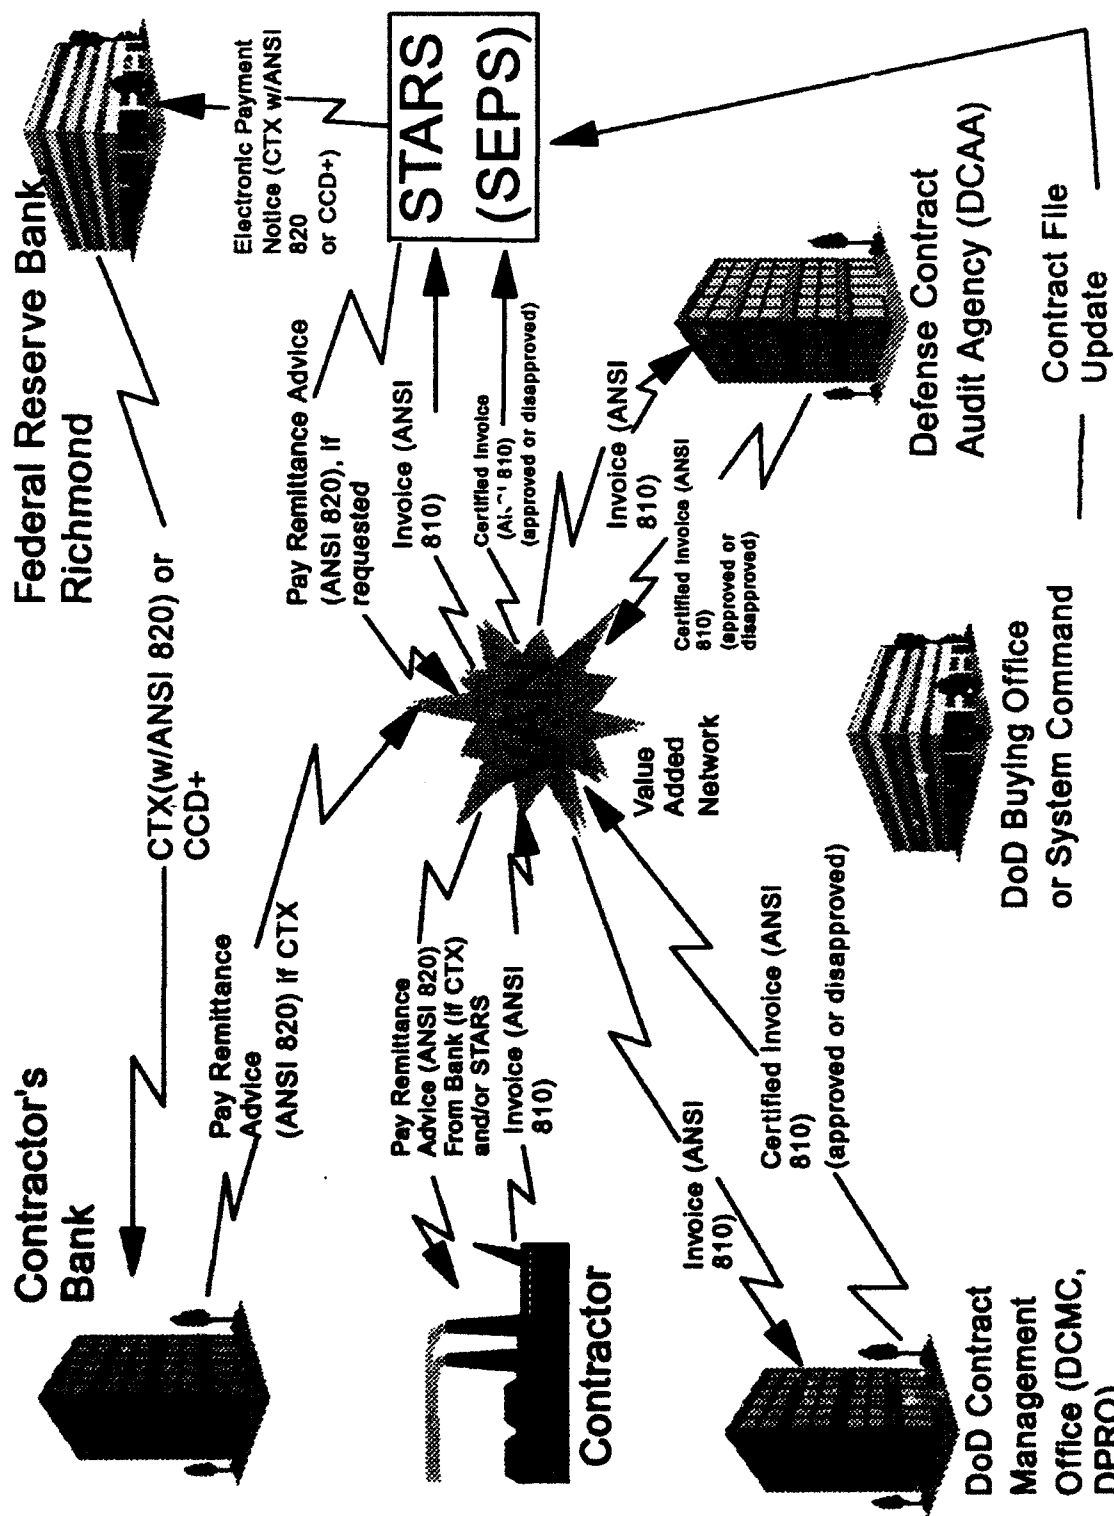 Contractor's
Bank
Federal Reserve Bank
Richmond
CTX(w/ANSI 820) or
CCD+
Electronic Payment
Notice (CTX w/ANSI
820
or CCD+)
Pay Remittance
Advice
(ANSI 820) if CTX
Pay Remittance Advice
(ANSI 820), if
requested
STARS
(SEPS)
Pay Remittance
Advice (ANSI 820)
From Bank (if CTX)
and/or STARS
Invoice (ANSI
810)
Invoice (ANSI
810)
Certified Invoice
810)
(approved or disapproved)
Contractor
Value
Added
Network
Invoice (ANSI
810)
Certified Invoice (ANSI
810)
(approved or
disapproved)
Invoice (ANSI
810)
Certified Invoice (ANSI
810)
(approved or disapproved)
Defense Contract
Audit Agency (DCAA)
DoD Contract
Management
Office (DCMC,
DPRO)
DoD Buying Office
or System Command
Contract File
Update